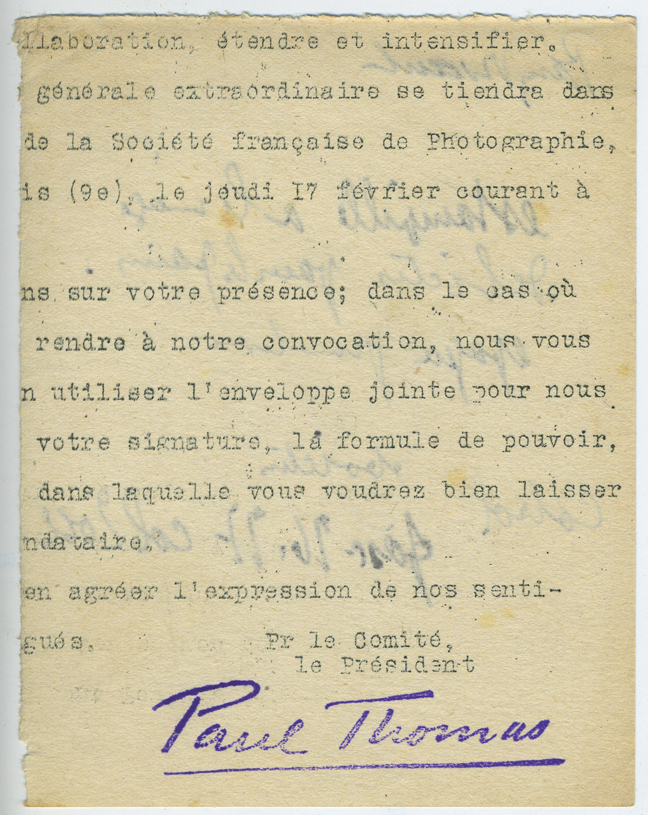 llaboration, étendre et intensifier.
générale extraordinaire se tiendra dans
de la Société française de Photographie,
is (9e), le jeudi 17 février courant à
ns sur votre présence; dans le cas où
rendre à notre convocation, nous vous
n utiliser l'enveloppe jointe pour nous
votre signature, la formule de pouvoir,
dans laquelle vous voudrez bien laisser
ndataire.
en agréer l'expression de nos senti-
gués. Pr le Comité,
le Président
Paul Thomas